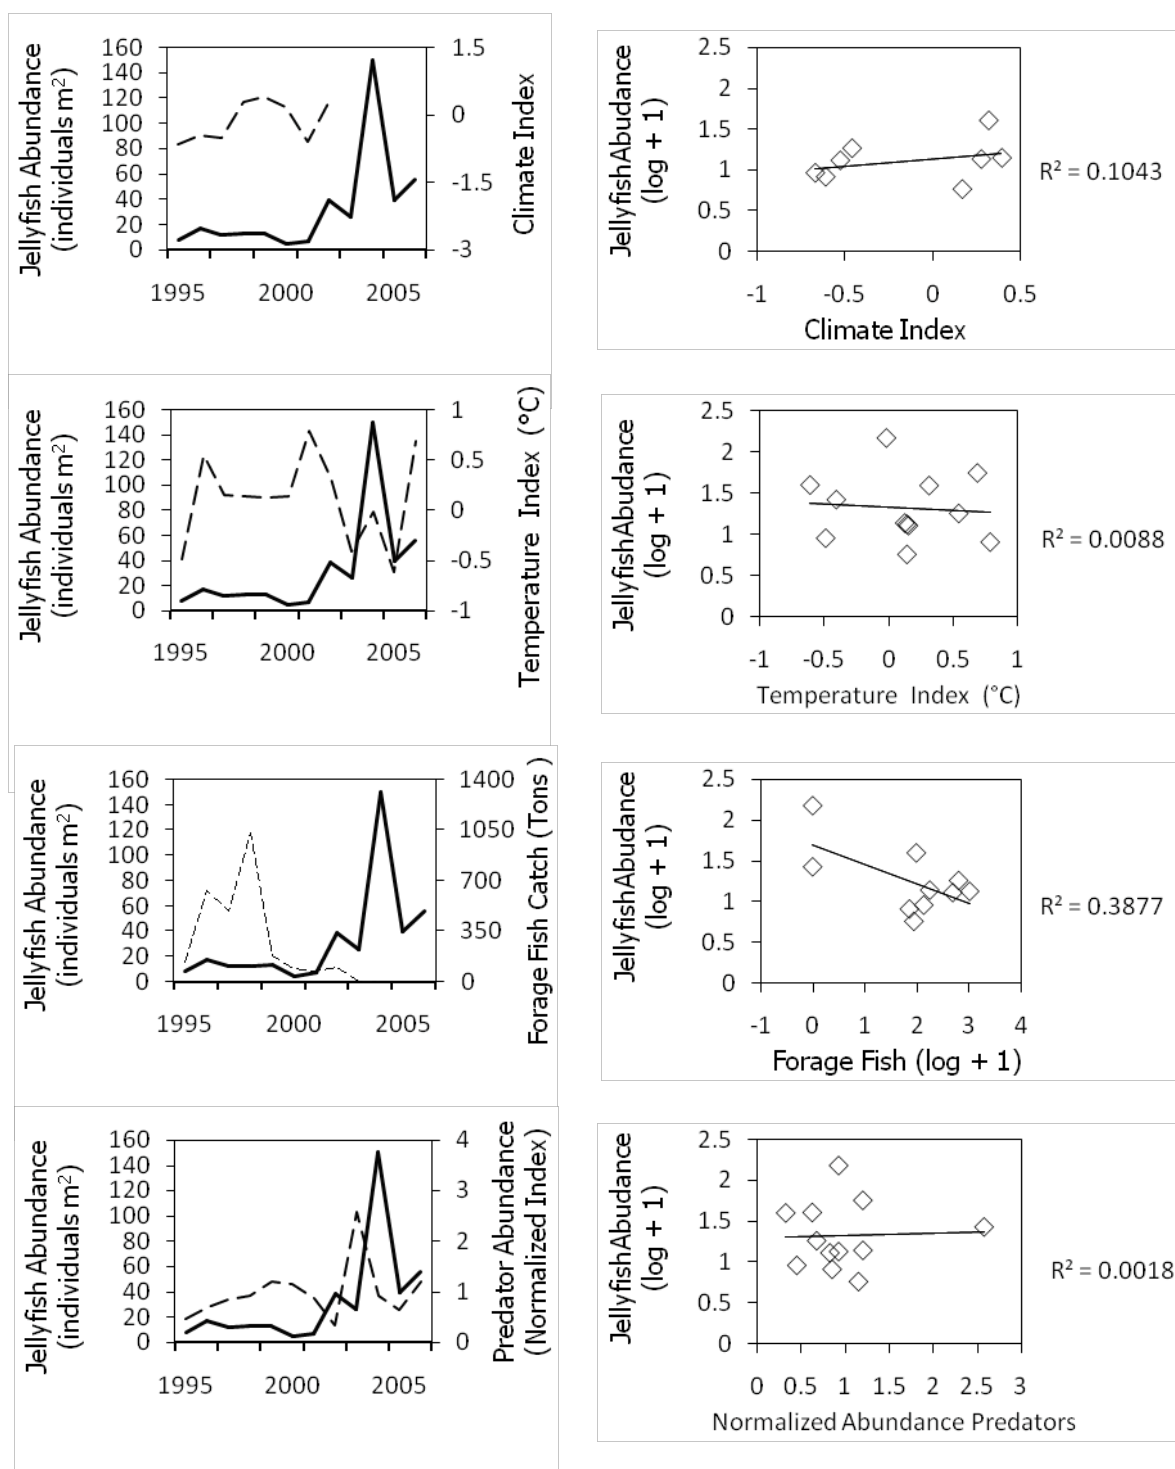 Jellyfish Abundance
(individuals m²)
160
140
120
100
80
60
40
20
0
1.5
0
-1.5
-3
Climate Index
1995 2000 2005
JellyfishAbudance
(log + 1)
2.5
2
1.5
1
0.5
0
-1 -0.5 0 0.5
Climate Index
R² = 0.1043
Jellyfish Abundance
(individuals m²)
160
140
120
100
80
60
40
20
0
1
0.5
0
-0.5
-1
Temperature Index (°C)
1995 2000 2005
JellyfishAbudance
(log + 1)
2.5
2
1.5
1
0.5
0
-1 -0.5 0 0.5 1
Temperature Index (°C)
R² = 0.0088
Jellyfish Abundance
(individuals m²)
160
140
120
100
80
60
40
20
0
1400
1050
700
350
0
Forage Fish Catch (Tons )
1995 2000 2005
JellyfishAbudance
(log + 1)
2.5
2
1.5
1
0.5
0
-1 0 1 2 3 4
Forage Fish (log + 1)
R² = 0.3877
Jellyfish Abundance
(individuals m²)
160
140
120
100
80
60
40
20
0
4
3
2
1
0
Predator Abundance
(Normalized Index)
1995 2000 2005
JellyfishAbudance
(log + 1)
2.5
2
1.5
1
0.5
0
0 0.5 1 1.5 2 2.5 3
Normalized Abundance Predators
R² = 0.0018